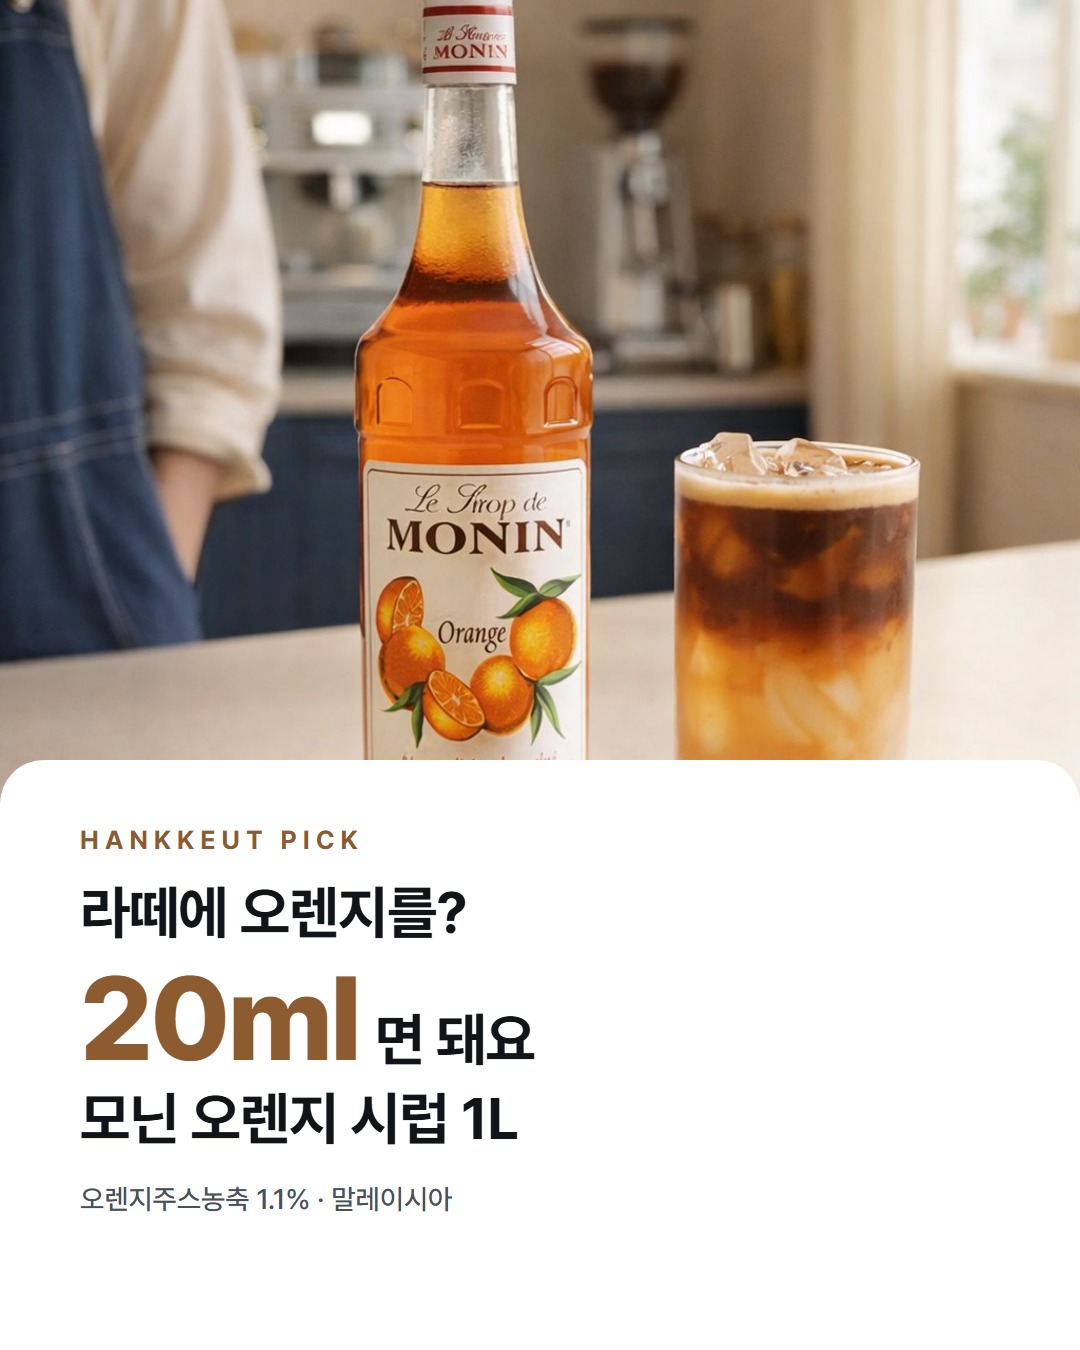 MONIN
Le Sirop de
MONIN
Orange
HANKKEUT PICK
라떼에 오렌지를?
20ml 면 돼요
모닌 오렌지 시럽 1L
오렌지주스농축 1.1% · 말레이시아